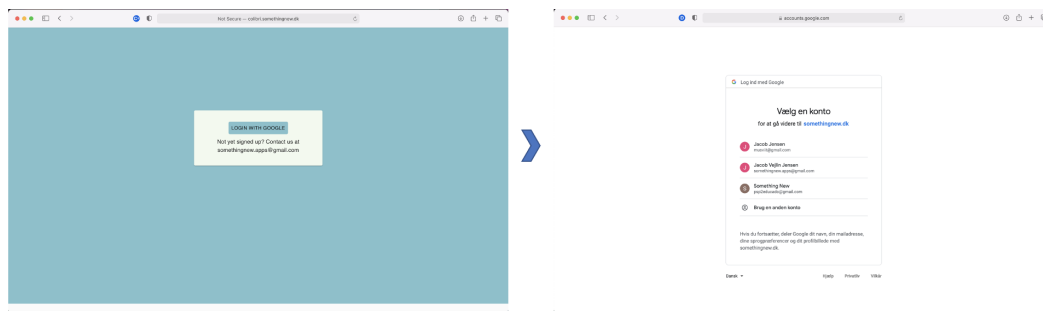 Not Secure — colibri.somethingnew.dk
LOGIN WITH GOOGLE
Not yet signed up? Contact us at
somethingnew.apps@gmail.com
accounts.google.com
Log ind med Google
Vælg en konto
for at gå videre til somethingnew.dk
J Jacob Jensen
J Jacob Vejlin Jensen
somethingnew.apps@gmail.com
S Something New
Brug en anden konto
Hvis du fortsætter, deler Google dit navn, din mailadresse,
dine sprogpræferencer og dit profilbillede med
somethingnew.dk.
Dansk
Hjælp Privatliv Vilkår